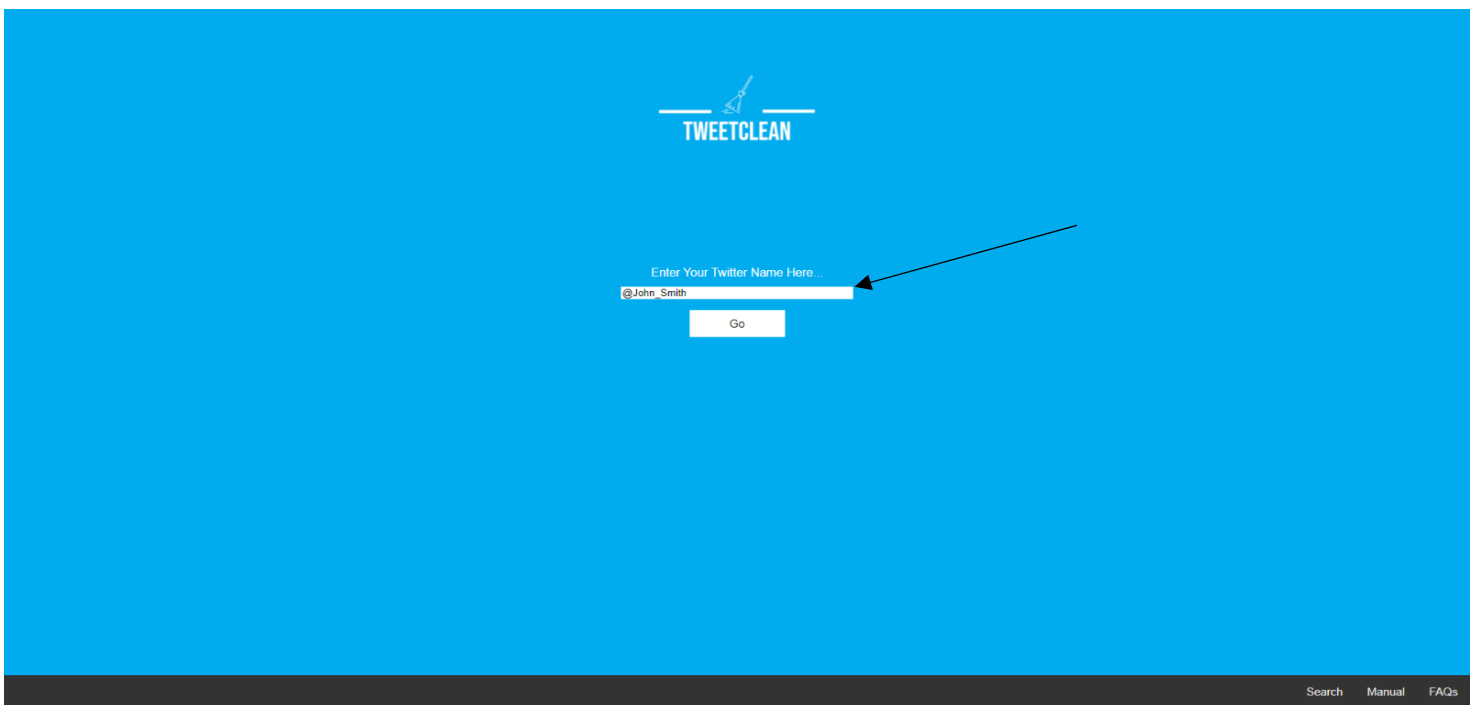 TWEETCLEAN
Enter Your Twitter Name Here...
@John_Smith
Go
Search Manual FAQs